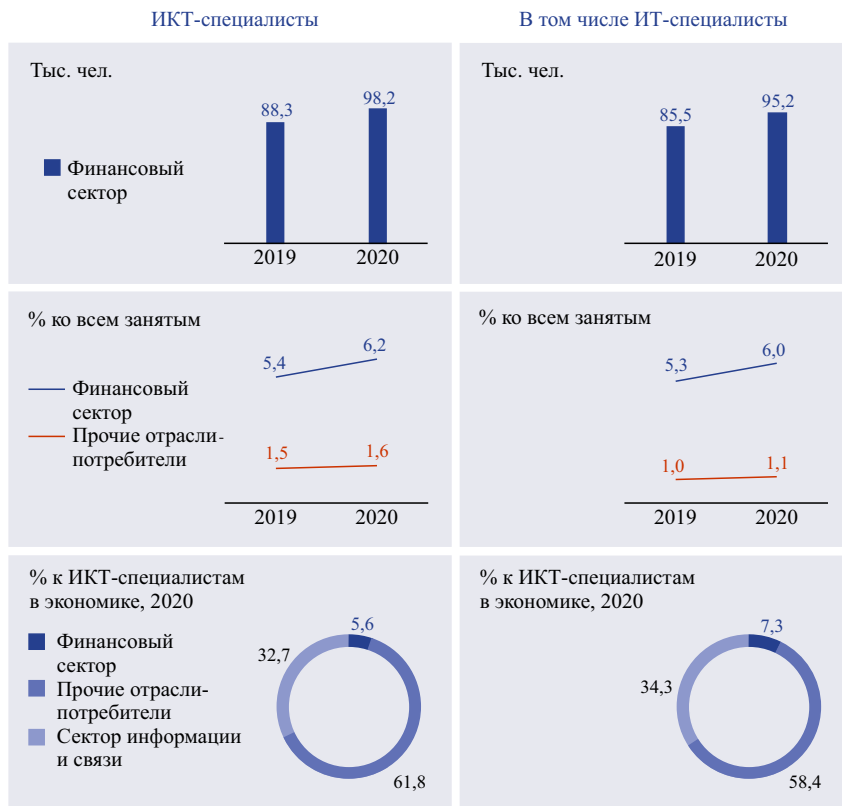 ИКТ-специалисты
В том числе ИТ-специалисты
Тыс. чел.
88,3
98,2
Финансовый
сектор
2019
2020
Тыс. чел.
85,5
95,2
2019
2020
% ко всем занятым
5,4
6,2
Финансовый
сектор
Прочие отрасли-
потребители
1,5
1,6
2019
2020
% ко всем занятым
5,3
6,0
1,0
1,1
2019
2020
% к ИКТ-специалистам
в экономике, 2020
Финансовый
сектор
Прочие отрасли-
потребители
Сектор информации
и связи
5,6
32,7
61,8
% к ИКТ-специалистам
в экономике, 2020
7,3
34,3
58,4